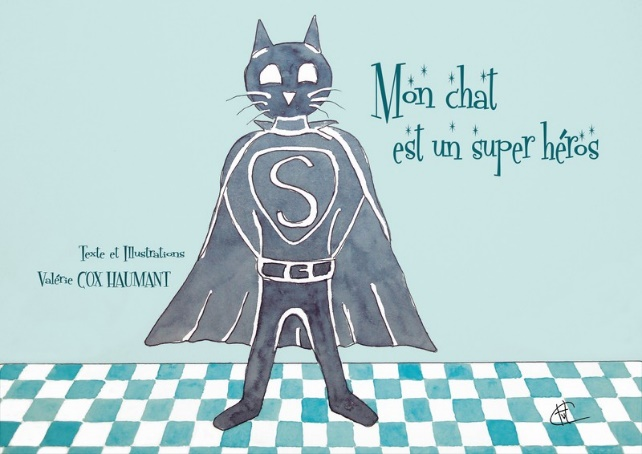 Mon chat
est un super héros
S
Texte et Illustrations
Valérie COX HAUMANT